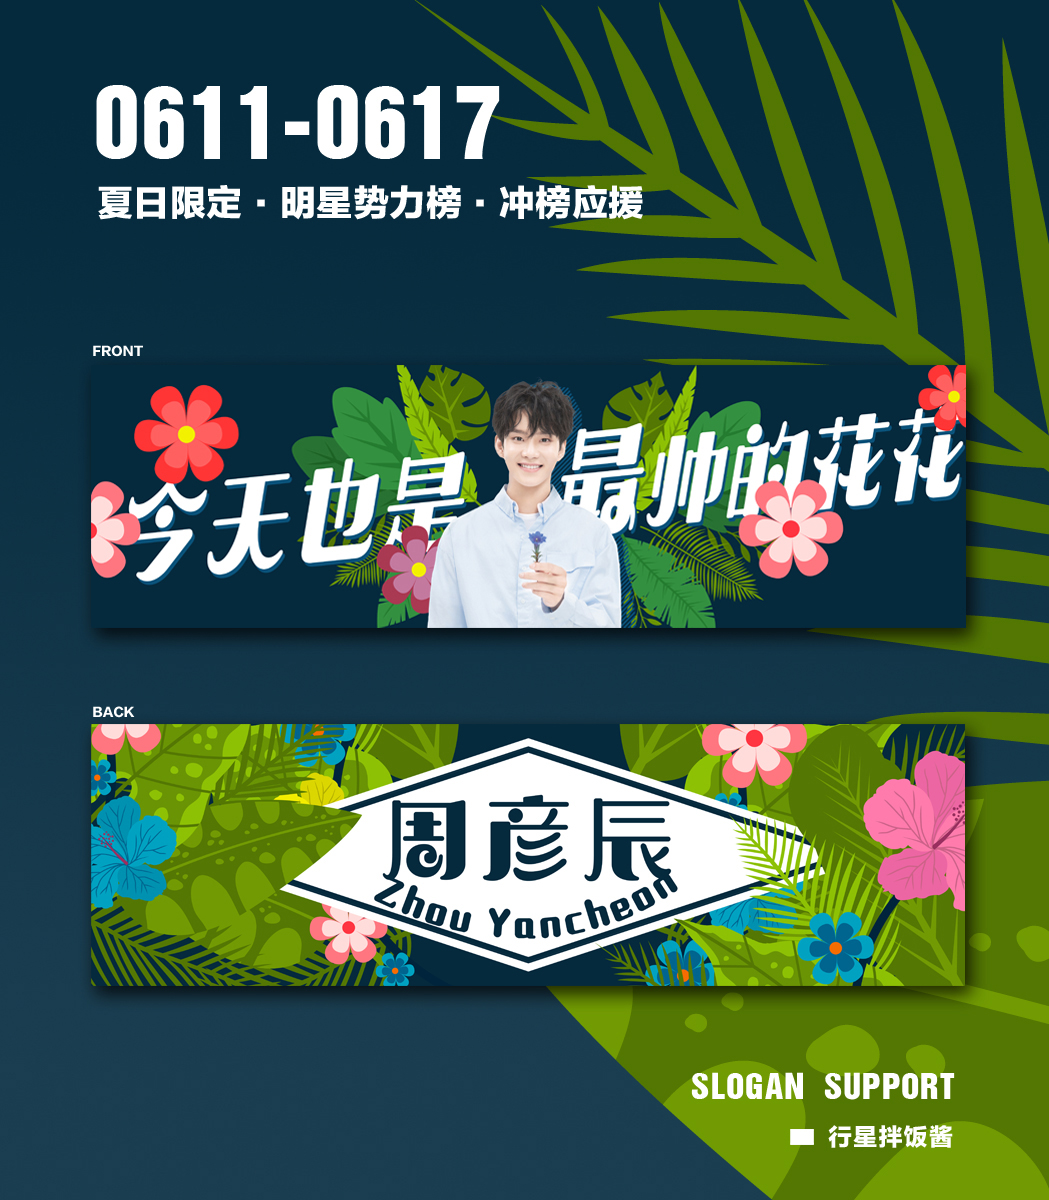 0611-0617
夏日限定·明星势力榜·冲榜应援
FRONT
今天也是最帅的花花
BACK
周彦辰
Zhou Yancheon
SLOGAN SUPPORT
行星拌饭酱